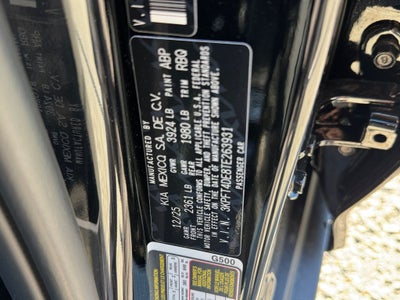 MANUFACTURED BY
KIA MEXICO, S.A. DE C.V.
12/25 GVWR 3924 LB PAINT ABP
GAWR FRONT 2361 LB GAWR REAR 1980 LB TRIM RBQ
THIS VEHICLE CONFORMS TO ALL APPLICABLE U.S.A. FEDERAL
MOTOR VEHICLE SAFETY, BUMPER, AND THEFT PREVENTION STANDARDS
IN EFFECT ON THE DATE OF MANUFACTURE SHOWN ABOVE.
V.I.N. : 3KPFT4DE8TE263931
PASSENGER CAR
G500
V.I.